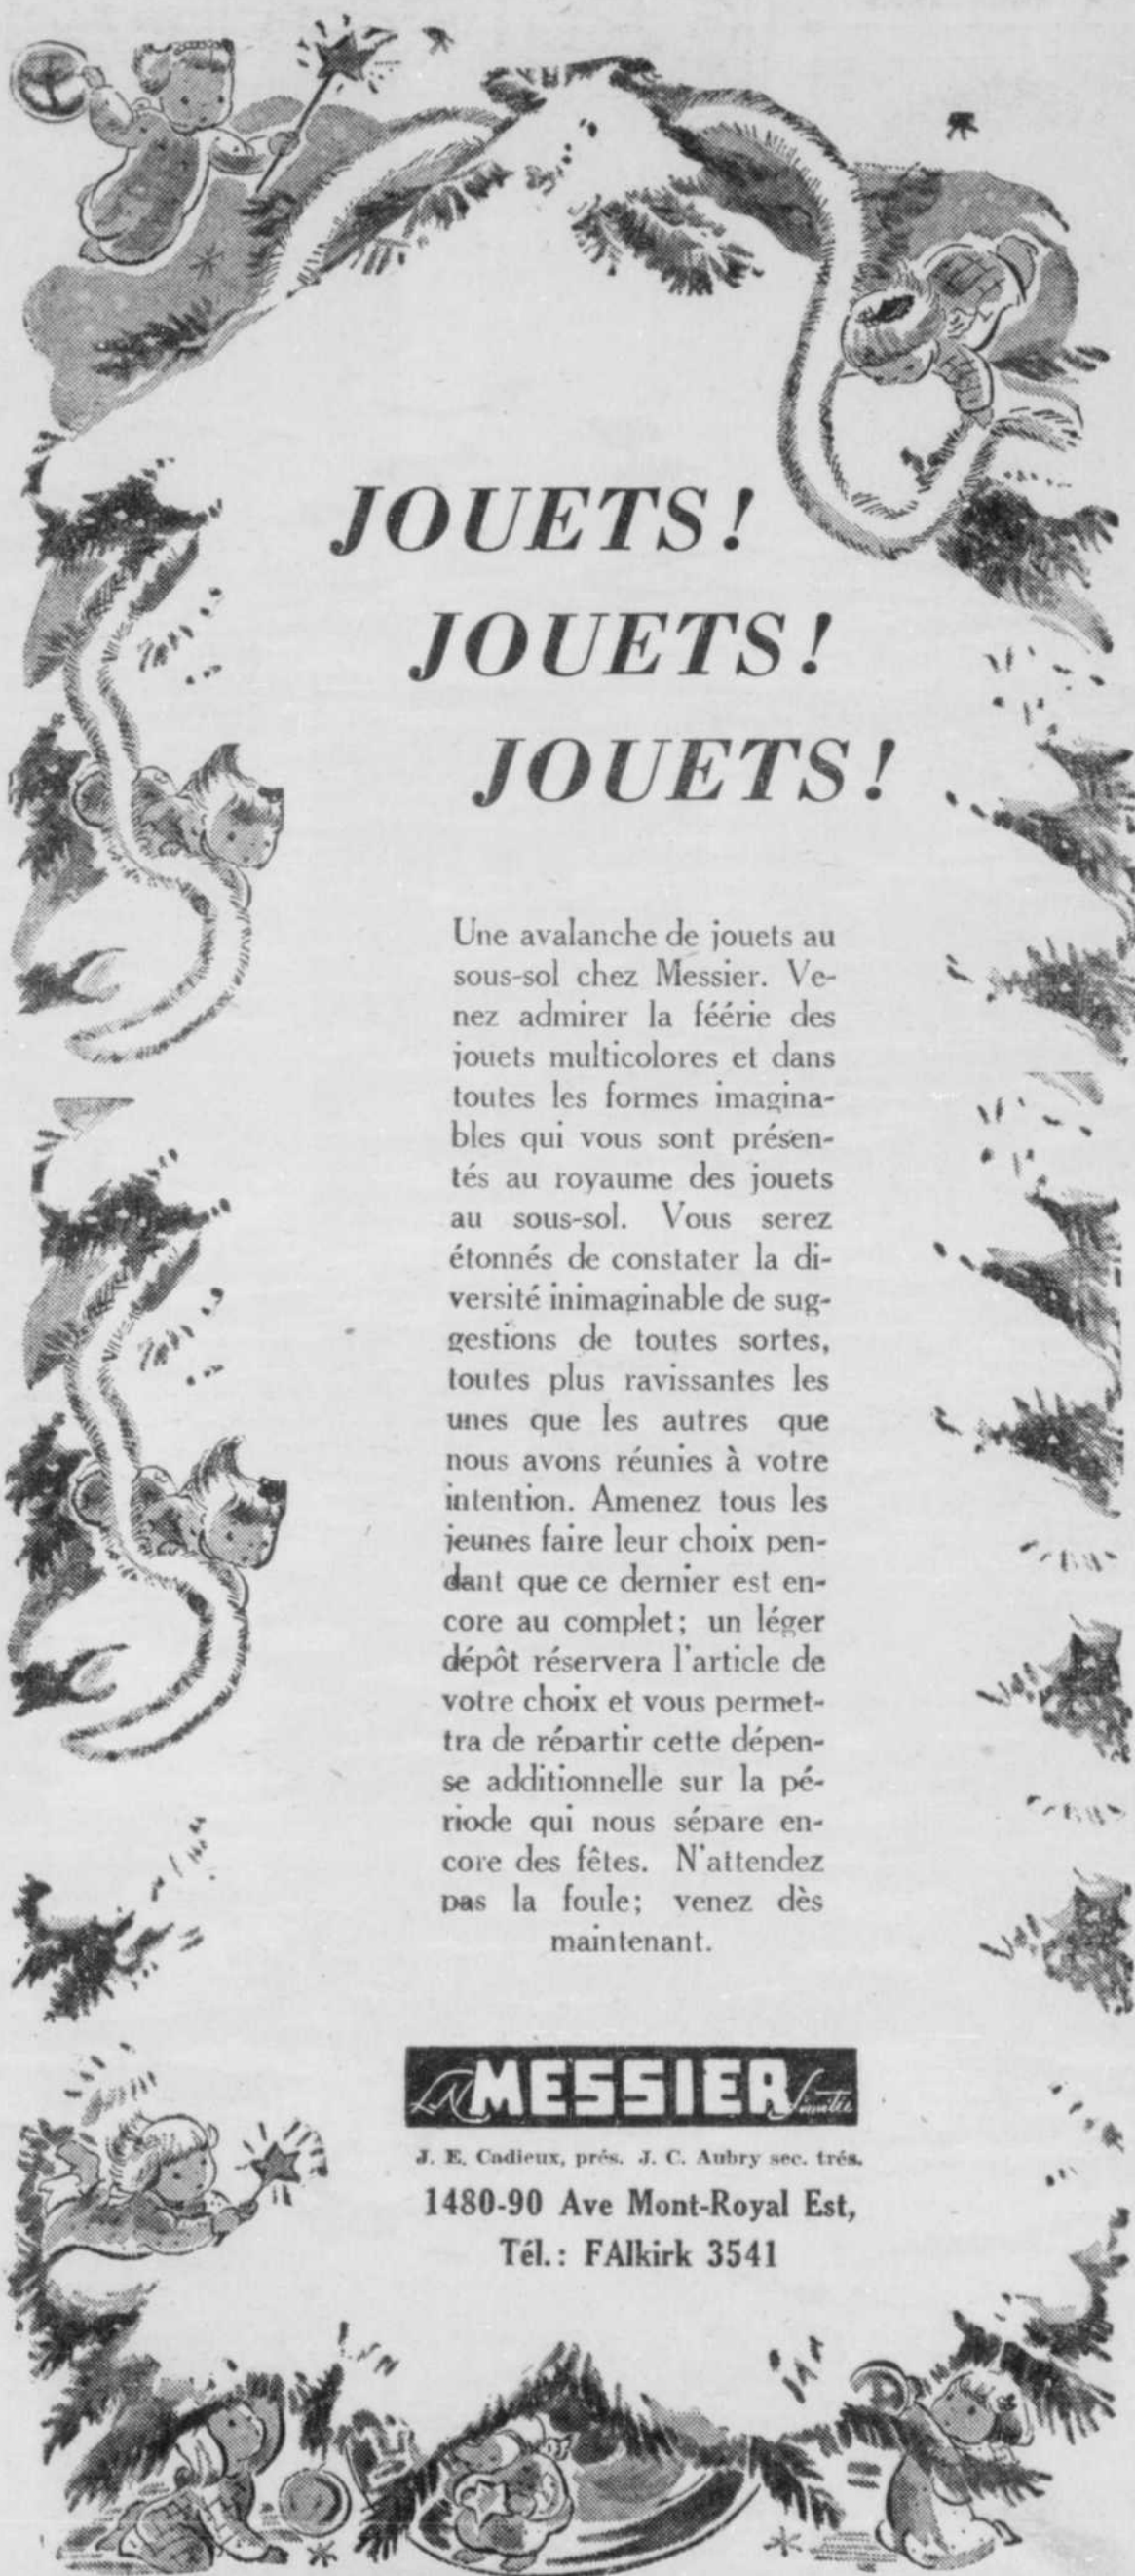 JOUETS!
JOUETS!
JOUETS!
Une avalanche de jouets au
sous-sol chez Messier. Ve-
nez admirer la féérie des
jouets multicolores et dans
toutes les formes imagina-
bles qui vous sont présen-
tés au royaume des jouets
au sous-sol. Vous serez
étonnés de constater la di-
versité inimaginable de sug-
gestions de toutes sortes,
toutes plus ravissantes les
unes que les autres que
nous avons réunies à votre
intention. Amenez tous les
jeunes faire leur choix pen-
dant que ce dernier est en-
core au complet; un léger
dépôt réservera l'article de
votre choix et vous permet-
tra de répartir cette dépen-
se additionnelle sur la pé-
riode qui nous sépare en-
core des fêtes. N'attendez
pas la foule; venez dès
maintenant.
LN MESSIER Limitée
J. E. Cadieux, prés. J. C. Aubry sec. trés.
1480-90 Ave Mont-Royal Est,
Tél.: FAlkirk 3541